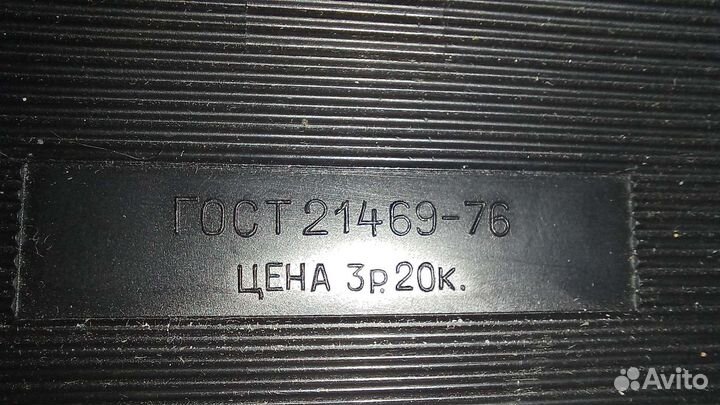 ГОСТ 21469-76
ЦЕНА 3р.20к.
Avito